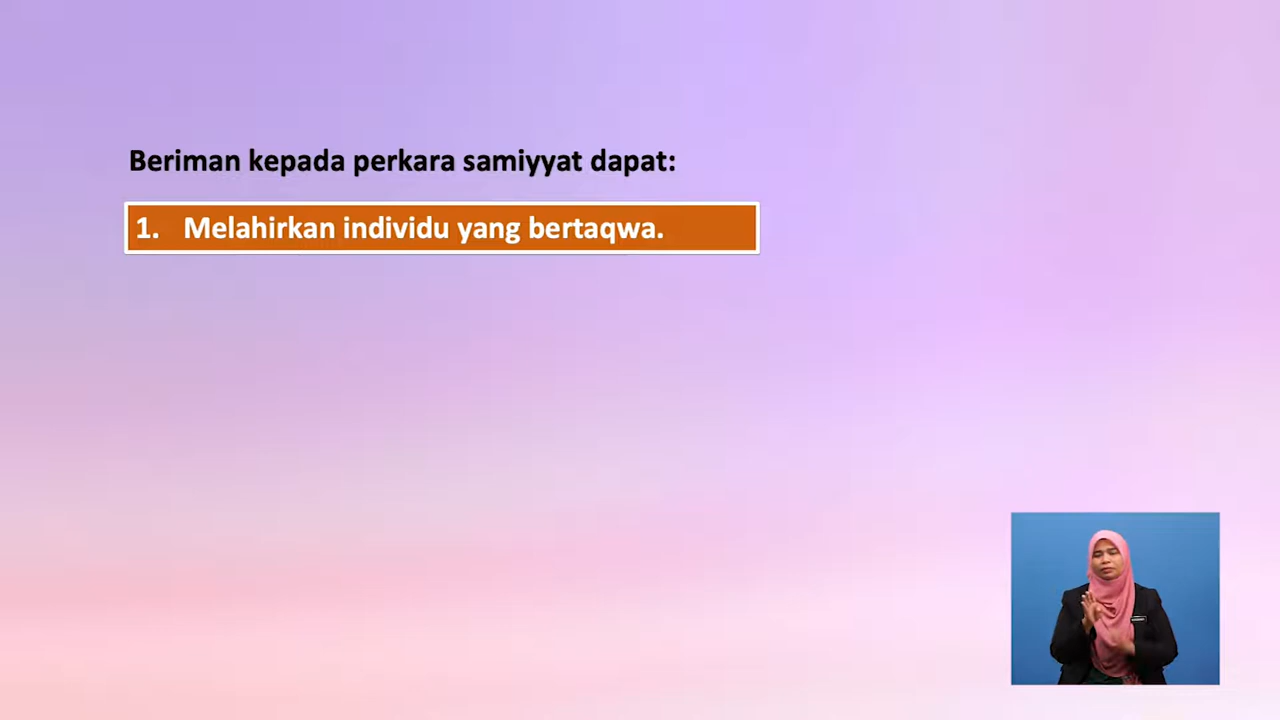 Beriman kepada perkara samiyyat dapat:
1. Melahirkan individu yang bertaqwa.